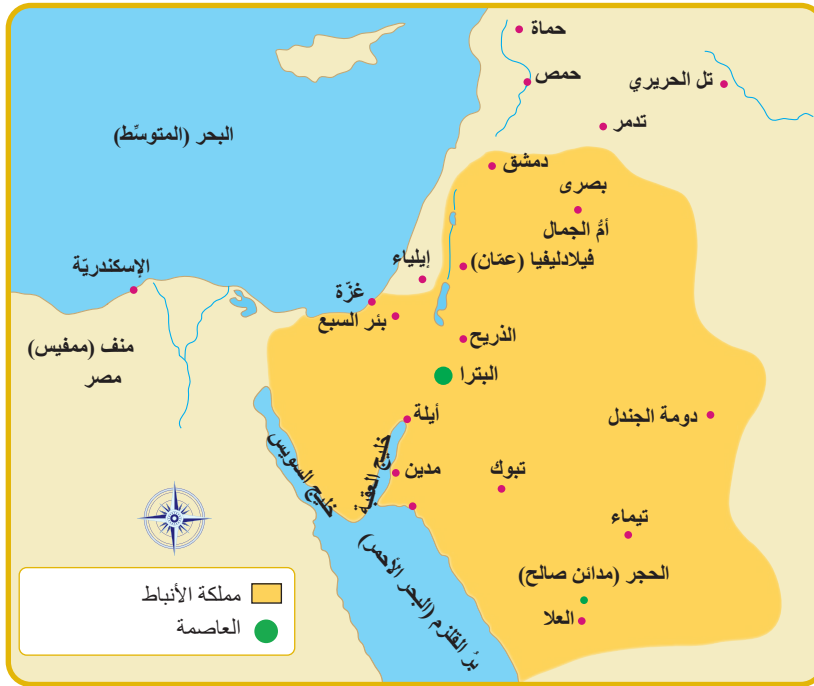 حماة
حمص
تل الحريري
تدمر
البحر (المتوسِّط)
دمشق
بصرى
أمُّ الجمال
فيلادليفيا (عمّان)
إيلياء
الإسكندريّة
غزّة
بئر السبع
الذريح
منف (ممفيس)
مصر
البترا
أيلة
دومة الجندل
خليج السويس
خليج العقبة
مدين
تبوك
تيماء
الحجر (مدائن صالح)
العلا
بُر القلزم (البحر الأحمر)
مملكة الأنباط
العاصمة